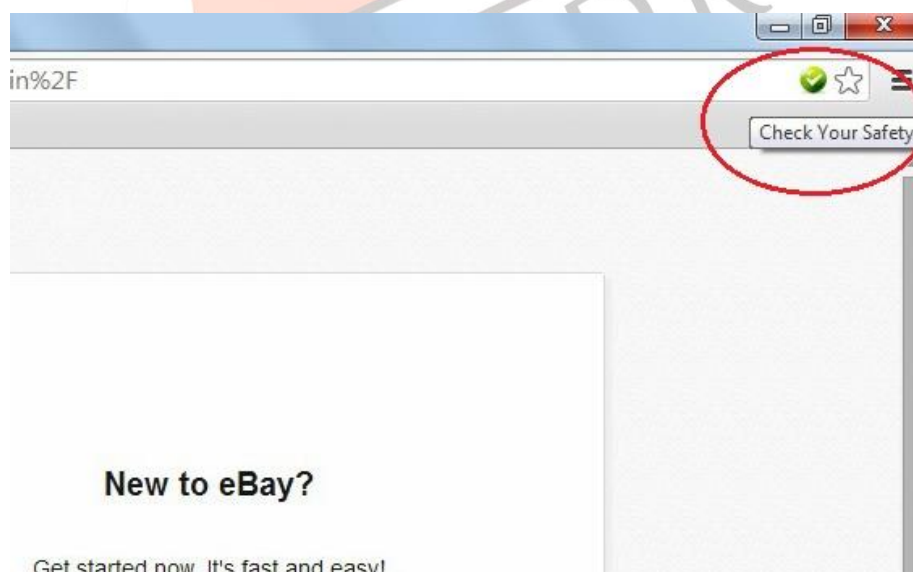 in%2F
Check Your Safety
New to eBay?
Get started now. It's fast and easy!